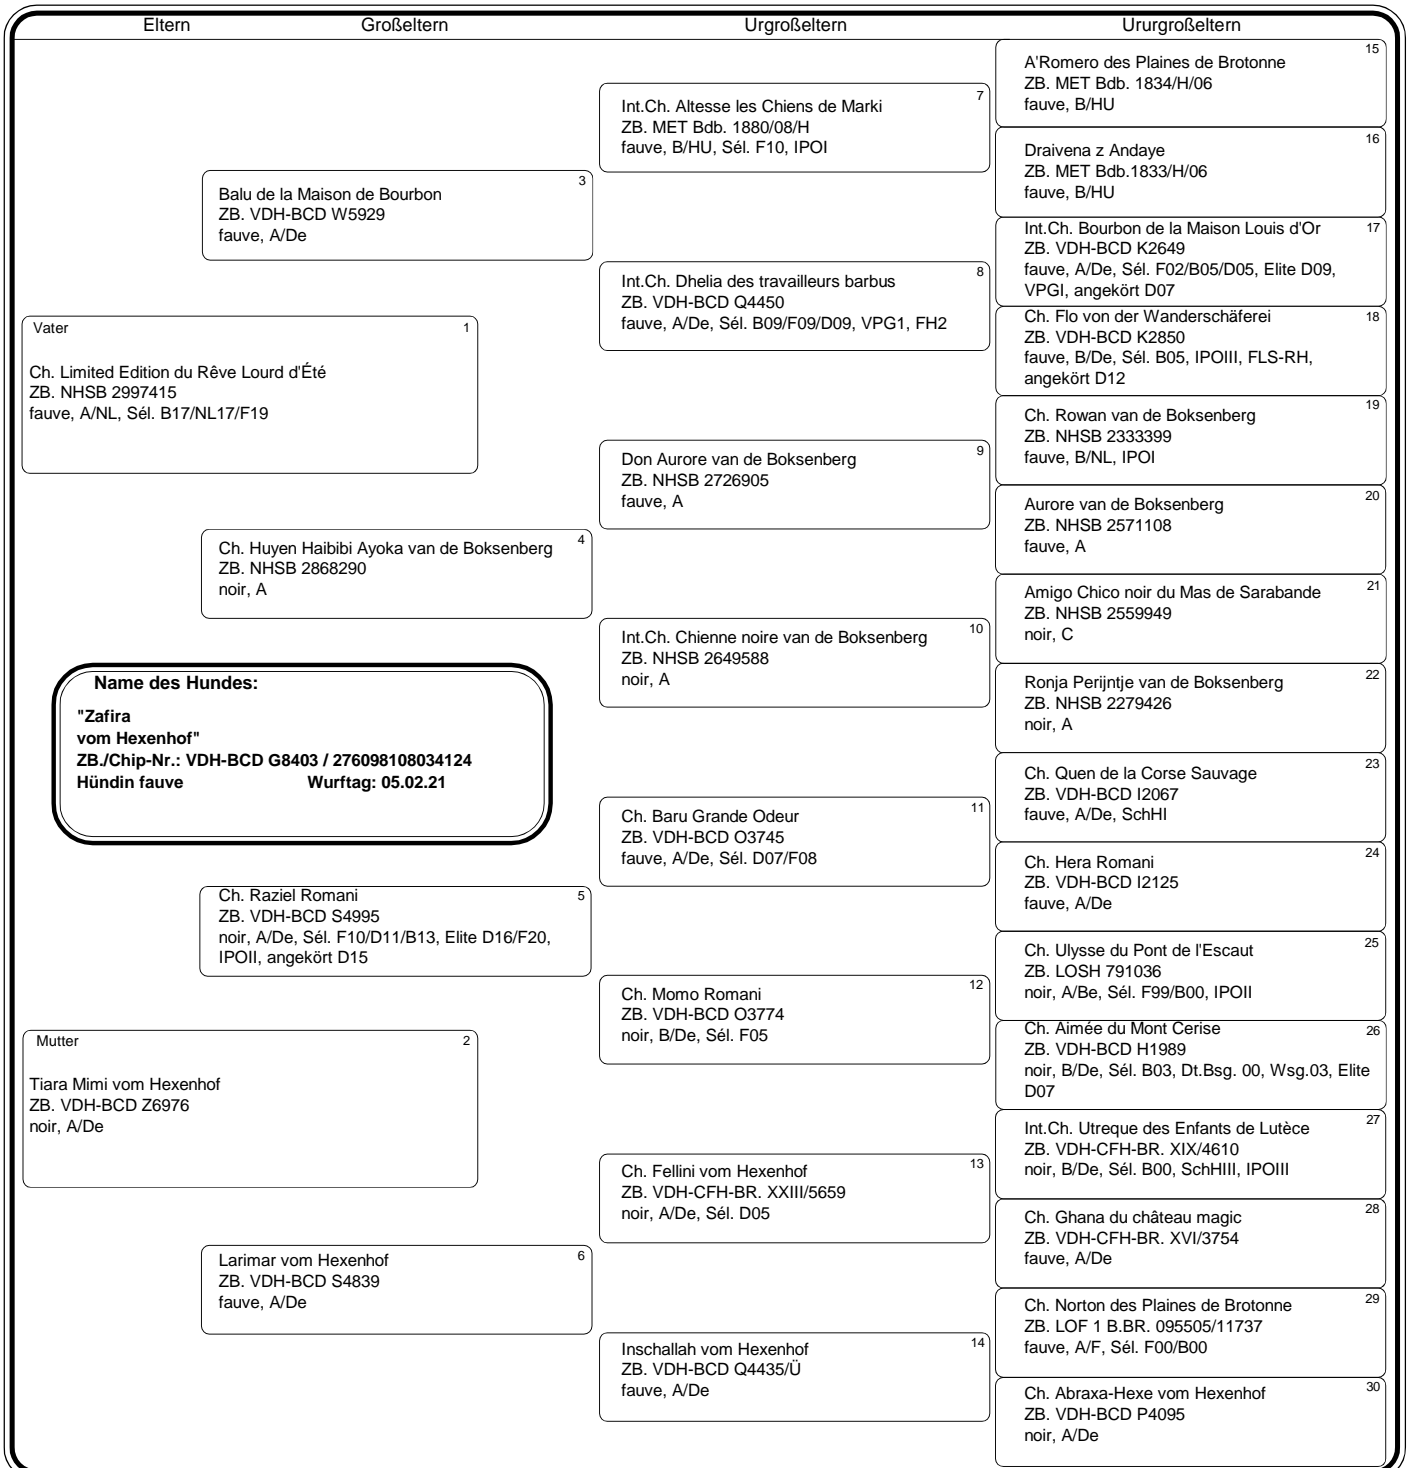 Eltern
Großeltern
Urgroßeltern
Ururgroßeltern
Vater 1
Ch. Limited Edition du Rêve Lourd d'Été
ZB. NHSB 2997415
fauve, A/NL, Sél. B17/NL17/F19
Mutter 2
Tiara Mimi vom Hexenhof
ZB. VDH-BCD Z6976
noir, A/De
Name des Hundes:
"Zafira
vom Hexenhof"
ZB./Chip-Nr.: VDH-BCD G8403 / 276098108034124
Hündin fauve Wurftag: 05.02.21
3
Balu de la Maison de Bourbon
ZB. VDH-BCD W5929
fauve, A/De
4
Ch. Huyen Haibibi Ayoka van de Boksenberg
ZB. NHSB 2868290
noir, A
5
Ch. Raziel Romani
ZB. VDH-BCD S4995
noir, A/De, Sél. F10/D11/B13, Elite D16/F20,
IPOII, angekört D15
6
Larimar vom Hexenhof
ZB. VDH-BCD S4839
fauve, A/De
7
Int.Ch. Altesse les Chiens de Marki
ZB. MET Bdb. 1880/08/H
fauve, B/HU, Sél. F10, IPOI
8
Int.Ch. Dhelia des travailleurs barbus
ZB. VDH-BCD Q4450
fauve, A/De, Sél. B09/F09/D09, VPG1, FH2
9
Don Aurore van de Boksenberg
ZB. NHSB 2726905
fauve, A
10
Int.Ch. Chienne noire van de Boksenberg
ZB. NHSB 2649588
noir, A
11
Ch. Baru Grande Odeur
ZB. VDH-BCD O3745
fauve, A/De, Sél. D07/F08
12
Ch. Momo Romani
ZB. VDH-BCD O3774
noir, B/De, Sél. F05
13
Ch. Fellini vom Hexenhof
ZB. VDH-CFH-BR. XXIII/5659
noir, A/De, Sél. D05
14
Inschallah vom Hexenhof
ZB. VDH-BCD Q4435/Ü
fauve, A/De
15
A'Romero des Plaines de Brotonne
ZB. MET Bdb. 1834/H/06
fauve, B/HU
16
Draivena z Andaye
ZB. MET Bdb.1833/H/06
fauve, B/HU
17
Int.Ch. Bourbon de la Maison Louis d'Or
ZB. VDH-BCD K2649
fauve, A/De, Sél. F02/B05/D05, Elite D09,
VPGI, angekört D07
18
Ch. Flo von der Wanderschäferei
ZB. VDH-BCD K2850
fauve, B/De, Sél. B05, IPOIII, FLS-RH,
angekört D12
19
Ch. Rowan van de Boksenberg
ZB. NHSB 2333399
fauve, B/NL, IPOI
20
Aurore van de Boksenberg
ZB. NHSB 2571108
fauve, A
21
Amigo Chico noir du Mas de Sarabande
ZB. NHSB 2559949
noir, C
22
Ronja Perijntje van de Boksenberg
ZB. NHSB 2279426
noir, A
23
Ch. Quen de la Corse Sauvage
ZB. VDH-BCD I2067
fauve, A/De, SchHI
24
Ch. Hera Romani
ZB. VDH-BCD I2125
fauve, A/De
25
Ch. Ulysse du Pont de l'Escaut
ZB. LOSH 791036
noir, A/Be, Sél. F99/B00, IPOII
26
Ch. Aimée du Mont Cerise
ZB. VDH-BCD H1989
noir, B/De, Sél. B03, Dt.Bsg. 00, Wsg.03, Elite
D07
27
Int.Ch. Utreque des Enfants de Lutèce
ZB. VDH-CFH-BR. XIX/4610
noir, B/De, Sél. B00, SchHIII, IPOIII
28
Ch. Ghana du château magic
ZB. VDH-CFH-BR. XVI/3754
fauve, A/De
29
Ch. Norton des Plaines de Brotonne
ZB. LOF 1 B.BR. 095505/11737
fauve, A/F, Sél. F00/B00
30
Ch. Abraxa-Hexe vom Hexenhof
ZB. VDH-BCD P4095
noir, A/De